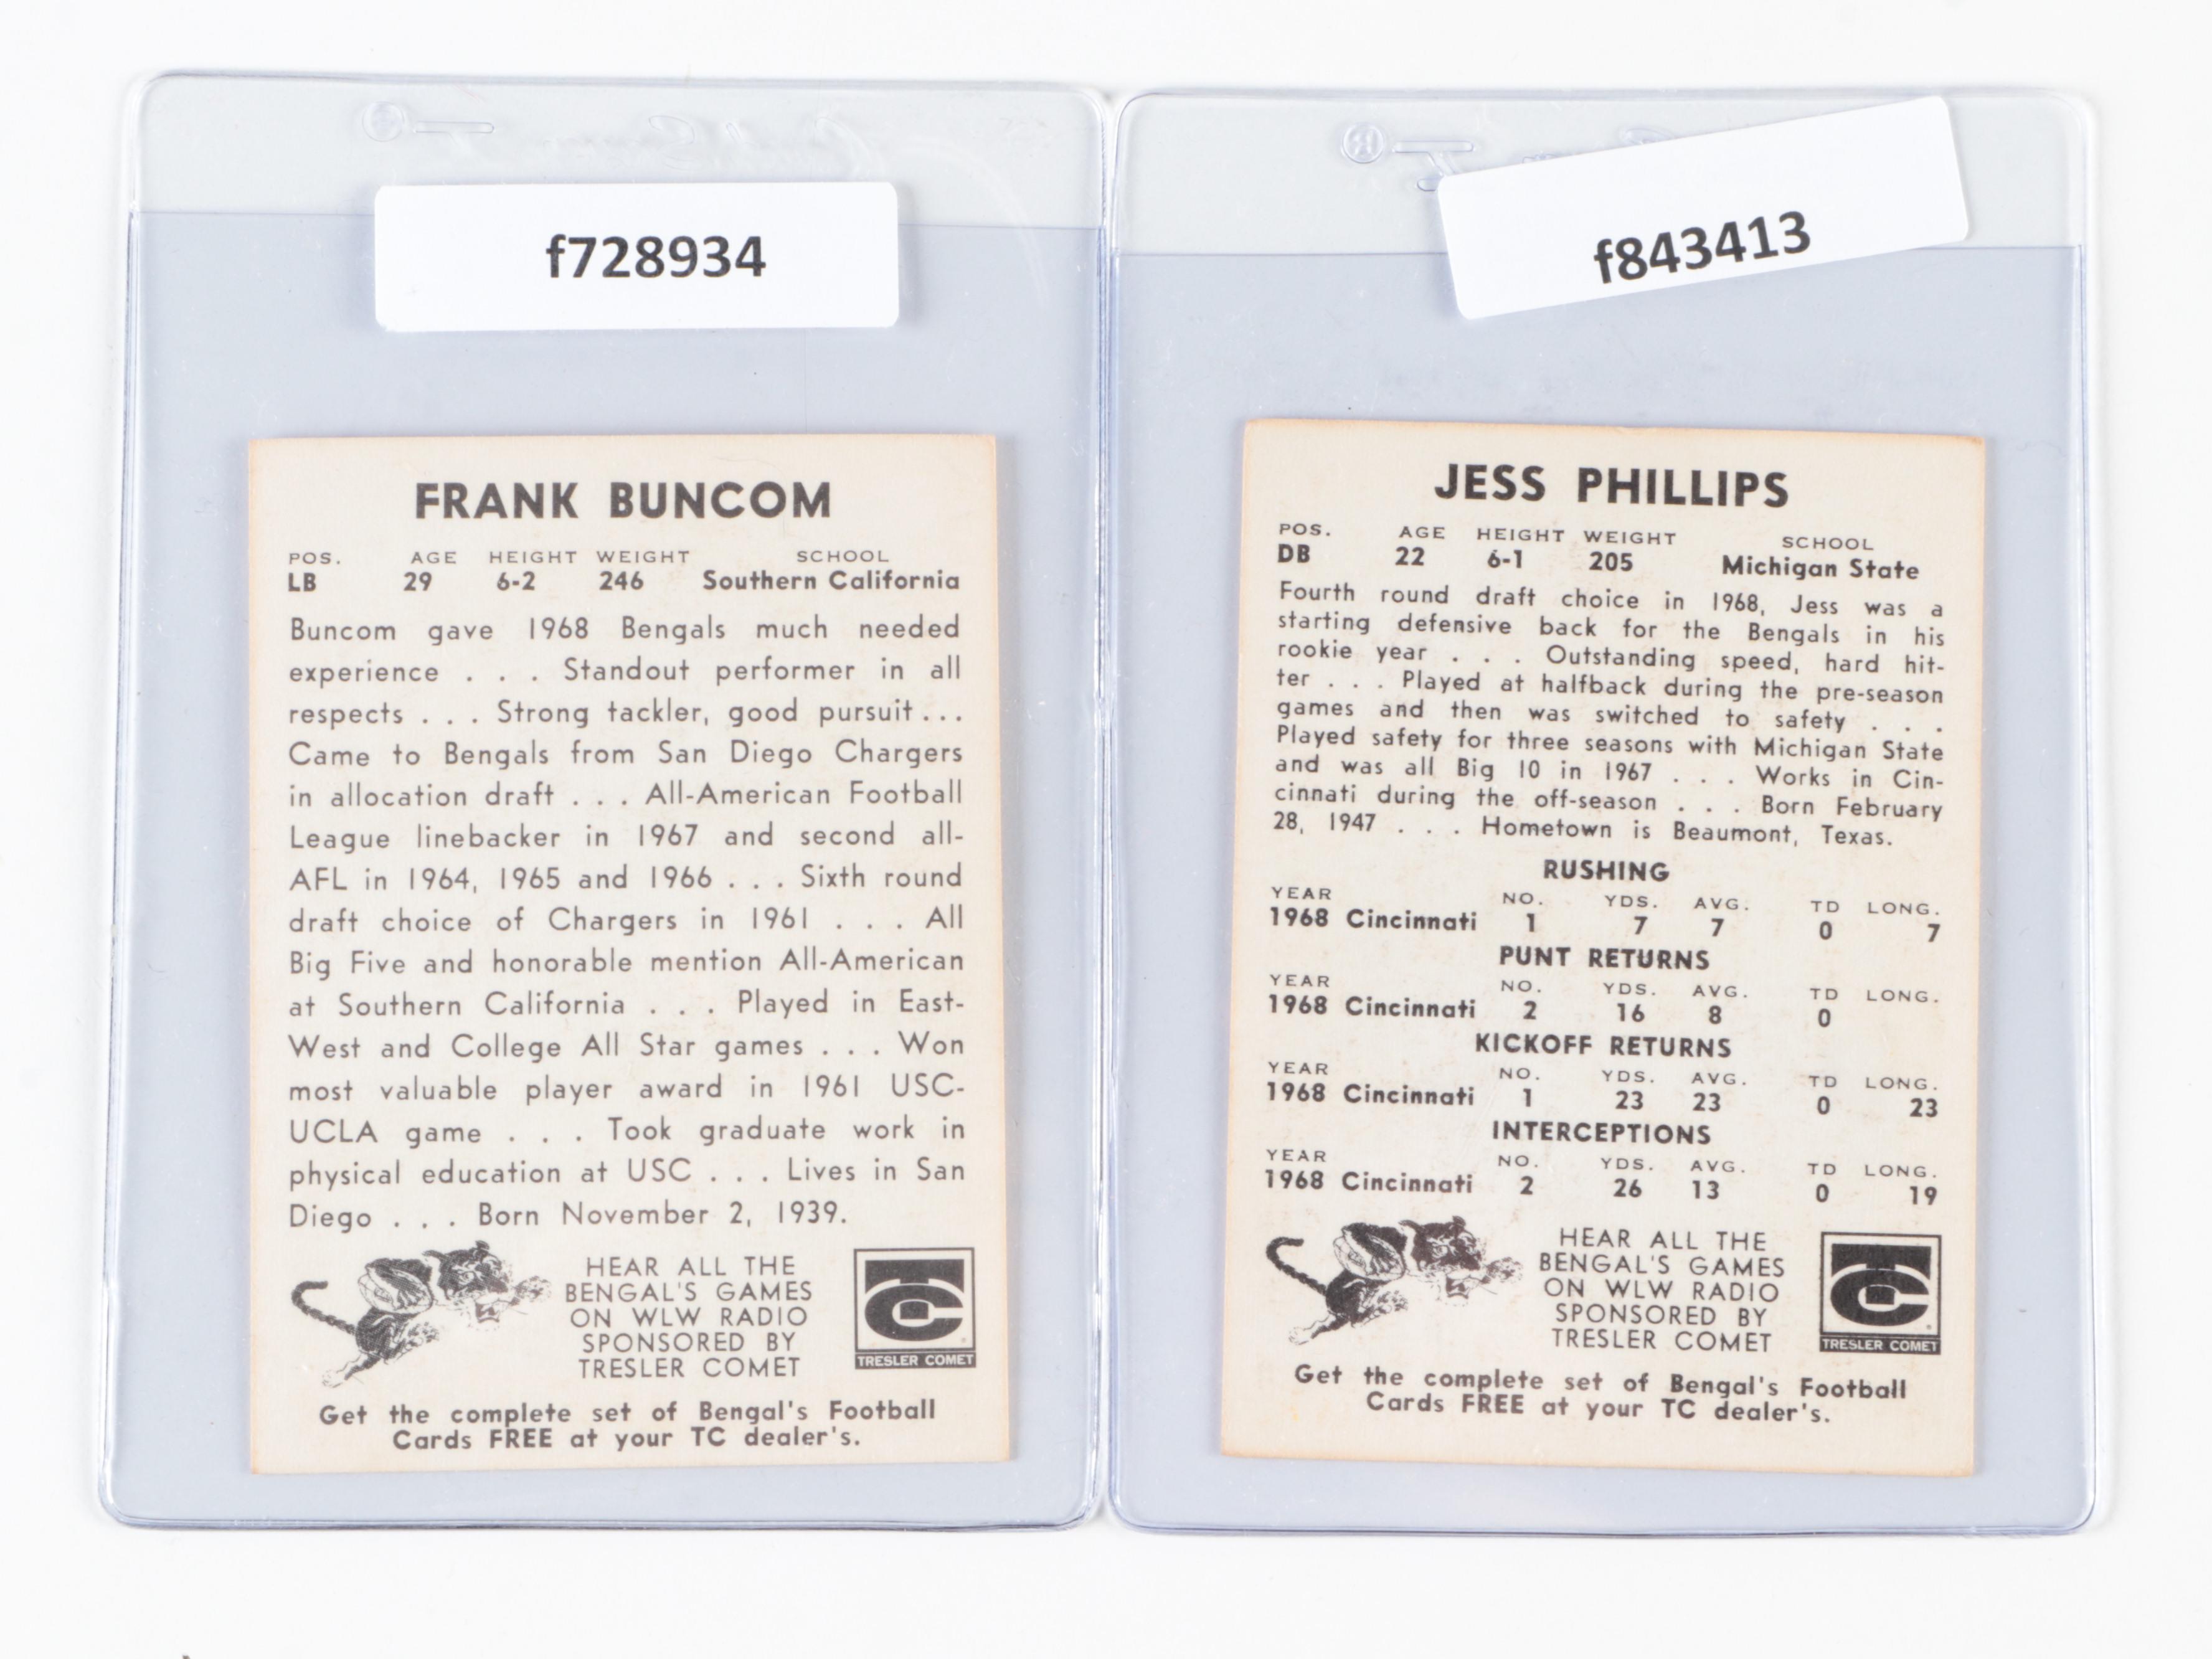 f728934
FRANK BUNCOM
POS. AGE HEIGHT WEIGHT SCHOOL
LB 29 6-2 246 Southern California
Buncom gave 1968 Bengals much needed
experience . . . Standout performer in all
respects . . . Strong tackler, good pursuit . . .
Came to Bengals from San Diego Chargers
in allocation draft . . . All-American Football
League linebacker in 1967 and second all-
AFL in 1964, 1965 and 1966 . . . Sixth round
draft choice of Chargers in 1961 . . . All
Big Five and honorable mention All-American
at Southern California . . . Played in East-
West and College All Star games . . . Won
most valuable player award in 1961 USC-
UCLA game . . . Took graduate work in
physical education at USC . . . Lives in San
Diego . . . Born November 2, 1939.
HEAR ALL THE
BENGAL'S GAMES
ON WLW RADIO
SPONSORED BY
TRESLER COMET
TC
TRESLER COMET
Get the complete set of Bengal's Football
Cards FREE at your TC dealer's.
f843413
JESS PHILLIPS
POS. AGE HEIGHT WEIGHT SCHOOL
DB 22 6-1 205 Michigan State
Fourth round draft choice in 1968, Jess was a
starting defensive back for the Bengals in his
rookie year . . . Outstanding speed, hard hit-
ter . . . Played at halfback during the pre-season
games and then was switched to safety . . .
Played safety for three seasons with Michigan State
and was all Big 10 in 1967 . . . Works in Cin-
cinnati during the off-season . . . Born February
28, 1947 . . . Hometown is Beaumont, Texas.
RUSHING
YEAR NO. YDS. AVG. TD LONG.
1968 Cincinnati 1 7 7 0 7
PUNT RETURNS
YEAR NO. YDS. AVG. TD LONG.
1968 Cincinnati 2 16 8 0
KICKOFF RETURNS
YEAR NO. YDS. AVG. TD LONG.
1968 Cincinnati 1 23 23 0 23
INTERCEPTIONS
YEAR NO. YDS. AVG. TD LONG.
1968 Cincinnati 2 26 13 0 19
HEAR ALL THE
BENGAL'S GAMES
ON WLW RADIO
SPONSORED BY
TRESLER COMET
TC
TRESLER COMET
Get the complete set of Bengal's Football
Cards FREE at your TC dealer's.